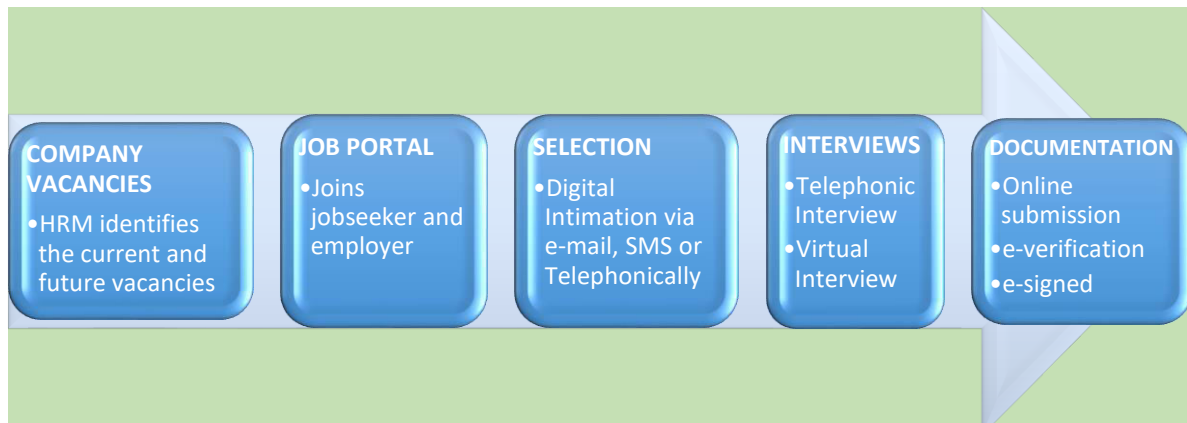 COMPANY
VACANCIES
•HRM identifies
the current and
future vacancies
JOB PORTAL
•Joins
jobseeker and
employer
SELECTION
•Digital
Intimation via
e-mail, SMS or
Telephonically
INTERVIEWS
•Telephonic
Interview
•Virtual
Interview
DOCUMENTATION
•Online
submission
•e-verification
•e-signed